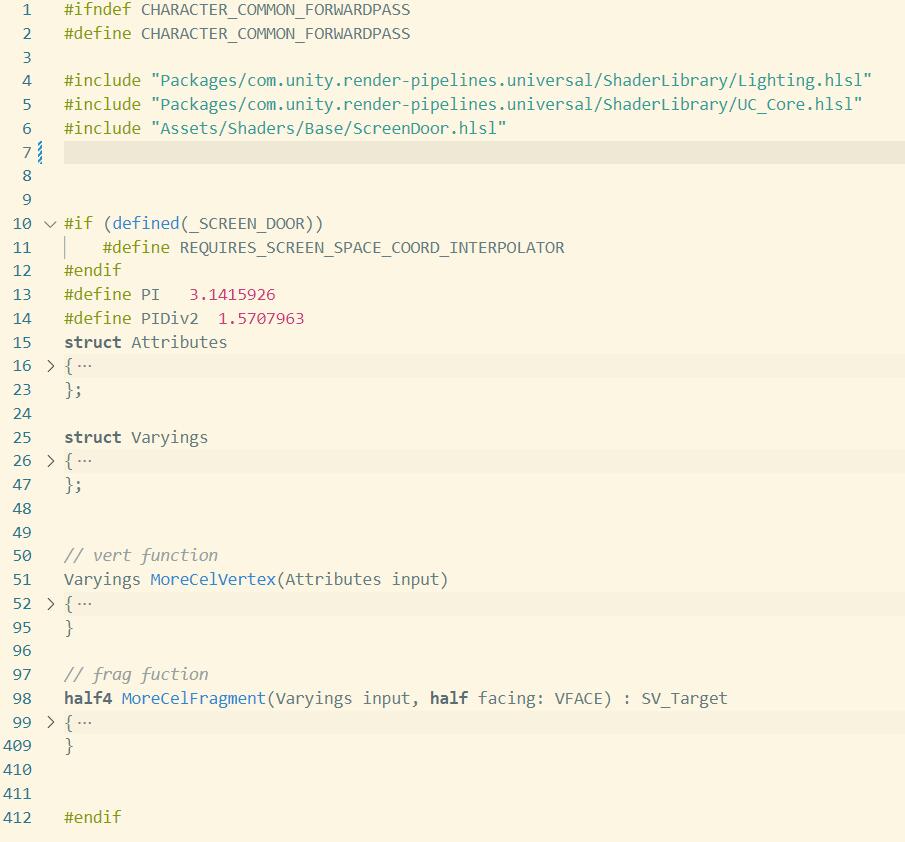 1 #ifndef CHARACTER_COMMON_FORWARDPASS
2 #define CHARACTER_COMMON_FORWARDPASS
3
4 #include "Packages/com.unity.render-pipelines.universal/ShaderLibrary/Lighting.hlsl"
5 #include "Packages/com.unity.render-pipelines.universal/ShaderLibrary/UC_Core.hlsl"
6 #include "Assets/Shaders/Base/ScreenDoor.hlsl"
7
8
9
10 #if (defined(_SCREEN_DOOR))
11 #define REQUIRES_SCREEN_SPACE_COORD_INTERPOLATOR
12 #endif
13 #define PI 3.1415926
14 #define PIDiv2 1.5707963
15 struct Attributes
16 { ···
23 };
24
25 struct Varyings
26 { ···
47 };
48
49
50 // vert function
51 Varyings MoreCelVertex(Attributes input)
52 { ···
95 }
96
97 // frag fuction
98 half4 MoreCelFragment(Varyings input, half facing: VFACE) : SV_Target
99 { ···
409 }
410
411
412 #endif